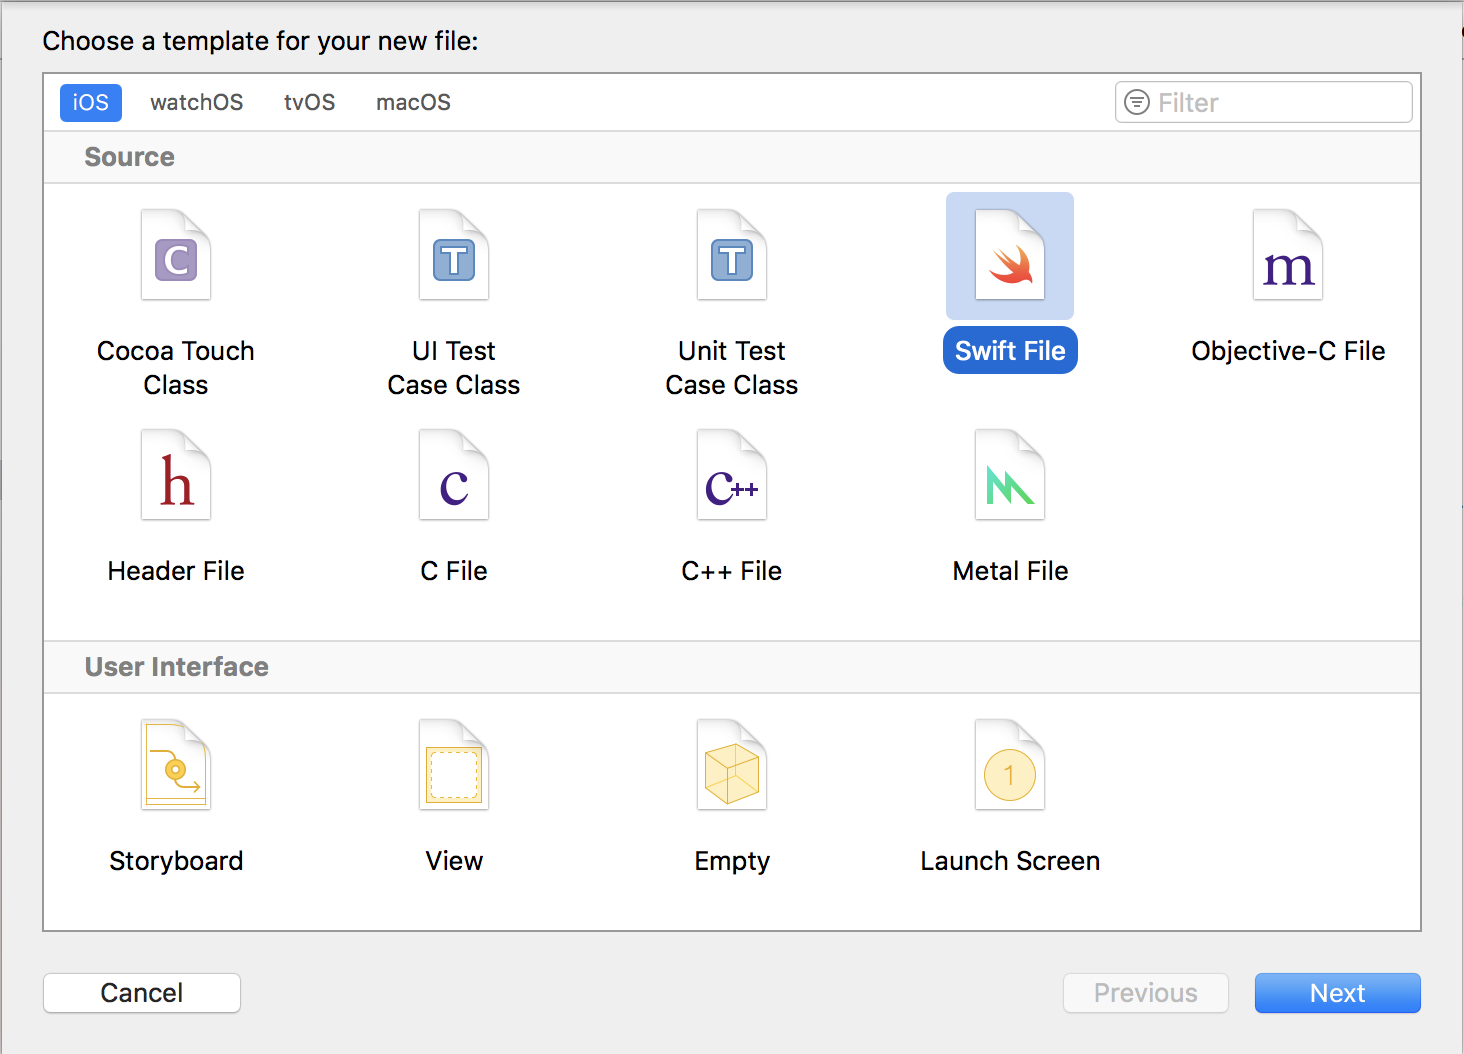 Choose a template for your new file:
iOS watchOS tvOS macOS Filter
Source
C T T m
Cocoa Touch Class
UI Test Case Class
Unit Test Case Class
Swift File
Objective-C File
h c C++
Header File C File C++ File Metal File
User Interface
1
Storyboard View Empty Launch Screen
Cancel Previous Next